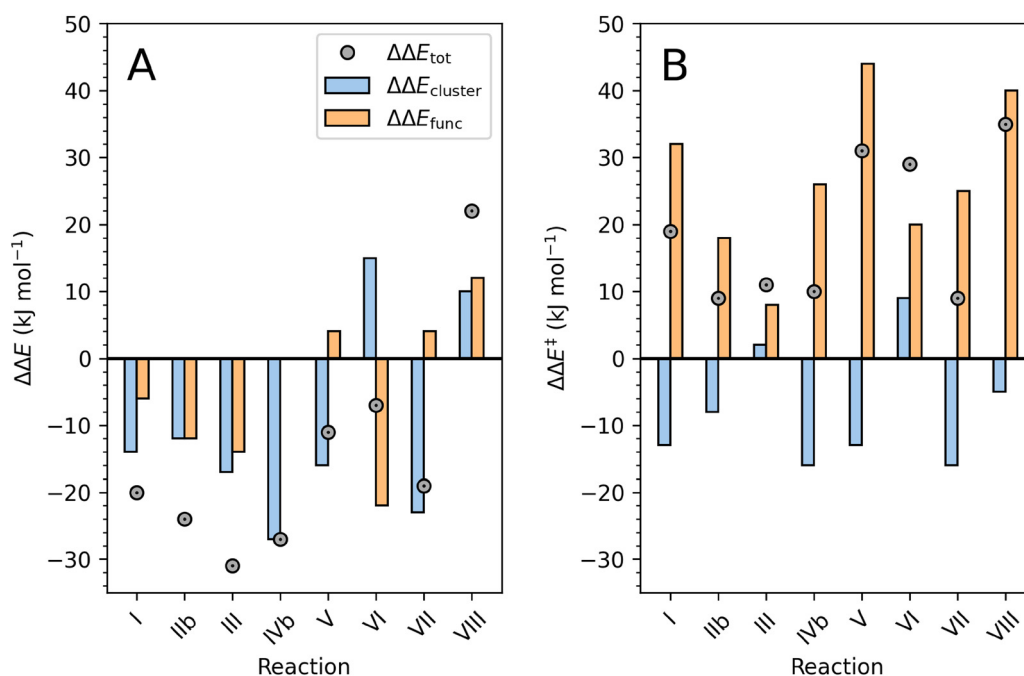 A
ΔΔE_tot
ΔΔE_cluster
ΔΔE_func
ΔΔE (kJ mol⁻¹)
50
40
30
20
10
0
−10
−20
−30
I
IIb
III
IVb
V
VI
VII
VIII
Reaction
B
ΔΔE‡ (kJ mol⁻¹)
50
40
30
20
10
0
−10
−20
−30
I
IIb
III
IVb
V
VI
VII
VIII
Reaction